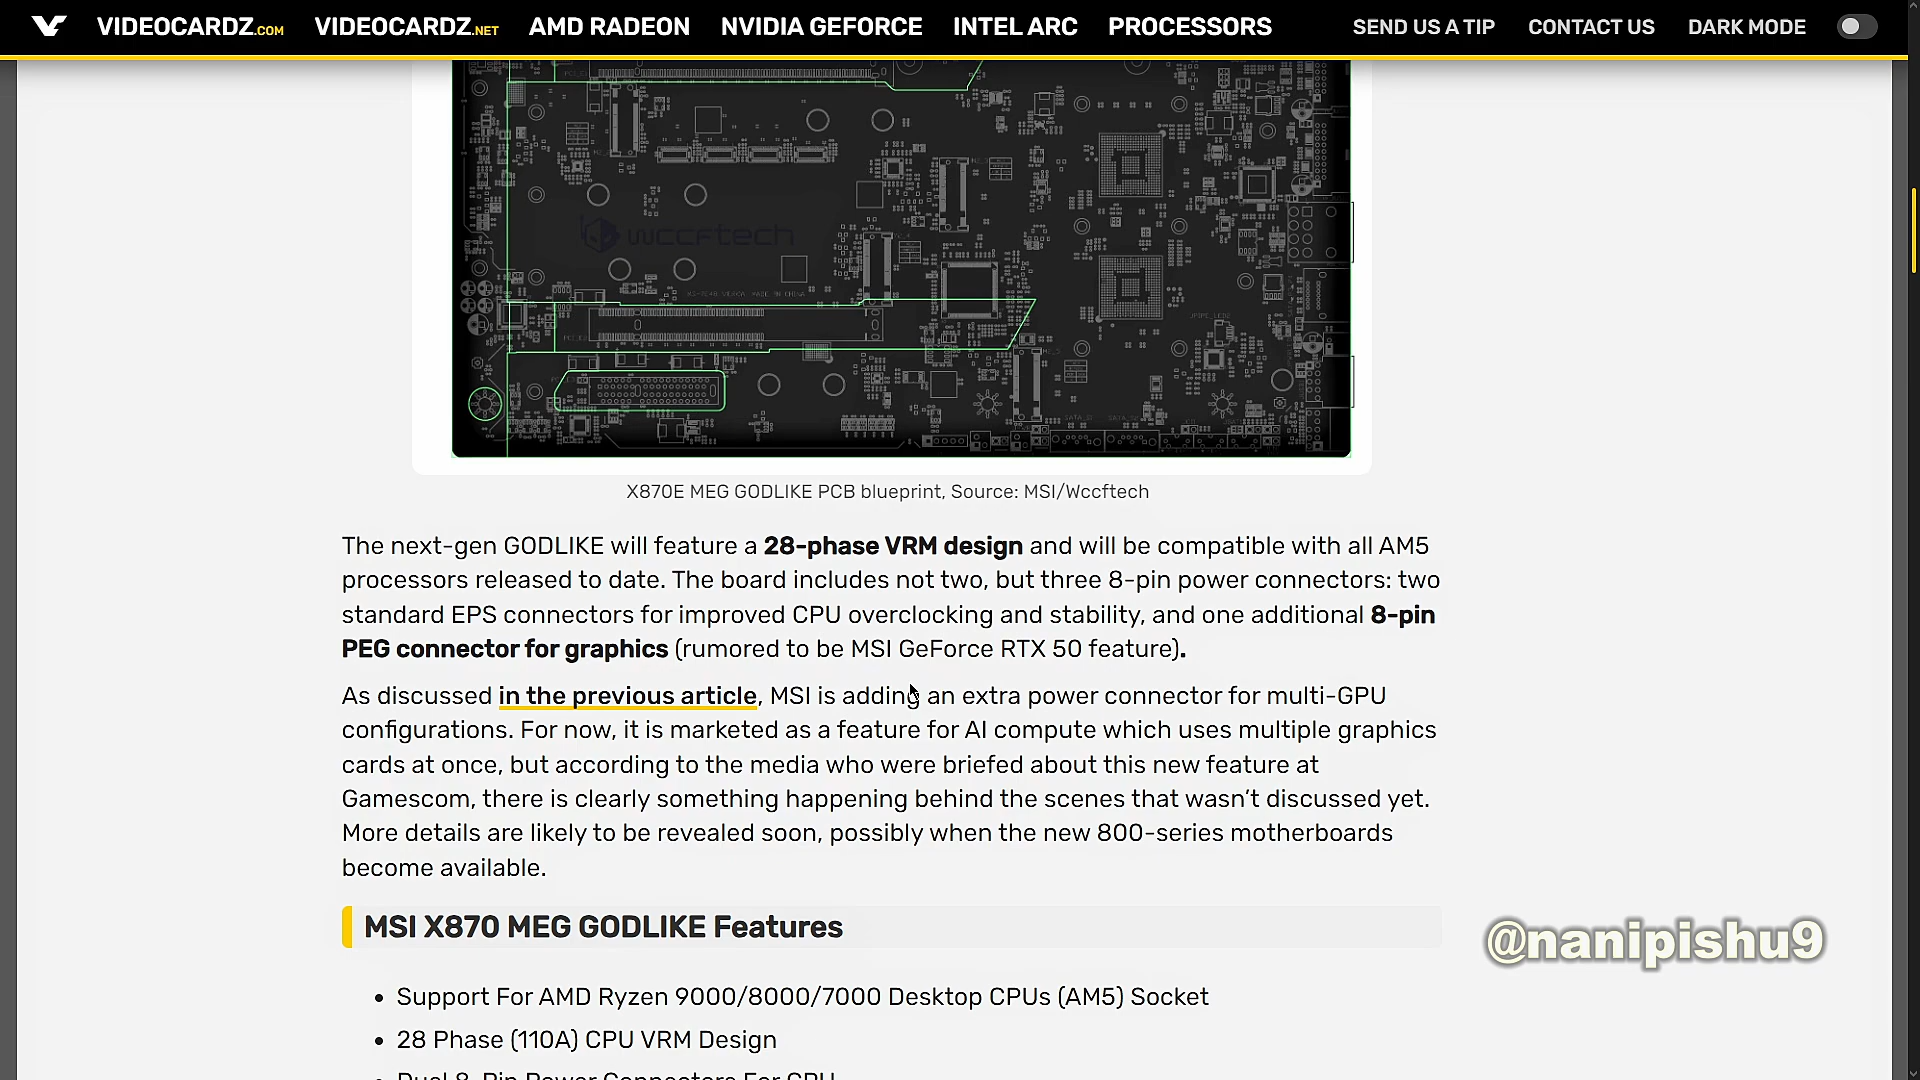 VIDEOCARDZ.COM VIDEOCARDZ.NET AMD RADEON NVIDIA GEFORCE INTEL ARC PROCESSORS SEND US A TIP CONTACT US DARK MODE
wccftech
X870E MEG GODLIKE PCB blueprint, Source: MSI/Wccftech
The next-gen GODLIKE will feature a 28-phase VRM design and will be compatible with all AM5
processors released to date. The board includes not two, but three 8-pin power connectors: two
standard EPS connectors for improved CPU overclocking and stability, and one additional 8-pin
PEG connector for graphics (rumored to be MSI GeForce RTX 50 feature).
As discussed in the previous article, MSI is adding an extra power connector for multi-GPU
configurations. For now, it is marketed as a feature for AI compute which uses multiple graphics
cards at once, but according to the media who were briefed about this new feature at
Gamescom, there is clearly something happening behind the scenes that wasn't discussed yet.
More details are likely to be revealed soon, possibly when the new 800-series motherboards
become available.
MSI X870 MEG GODLIKE Features
@nanipishu9
• Support For AMD Ryzen 9000/8000/7000 Desktop CPUs (AM5) Socket
• 28 Phase (110A) CPU VRM Design
• Dual 8-Pin Power Connectors For CPU